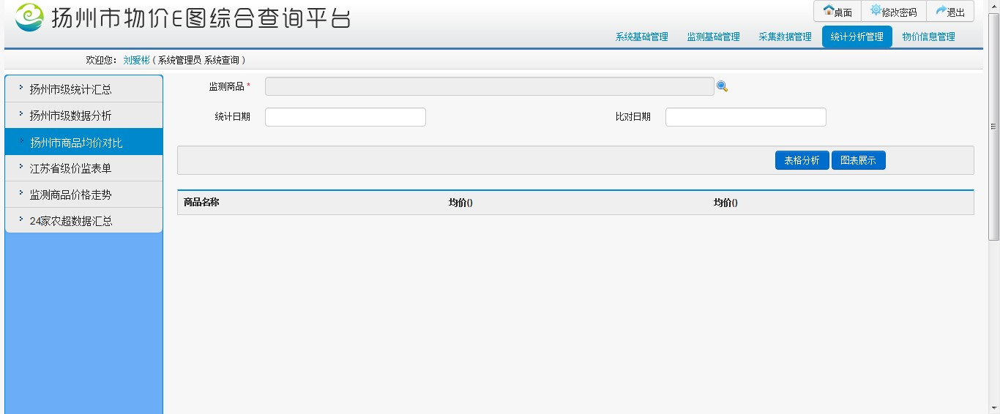 扬州市物价E图综合查询平台
桌面 修改密码 退出
系统基础管理 监测基础管理 采集数据管理 统计分析管理 物价信息管理
欢迎您： 刘爱彬 ( 系统管理员 系统查询 )
扬州市级统计汇总
扬州市级数据分析
扬州市商品均价对比
江苏省级价监表单
监测商品价格走势
24家农超数据汇总
监测商品 *
统计日期 比对日期
表格分析 图表展示
商品名称 均价() 均价()